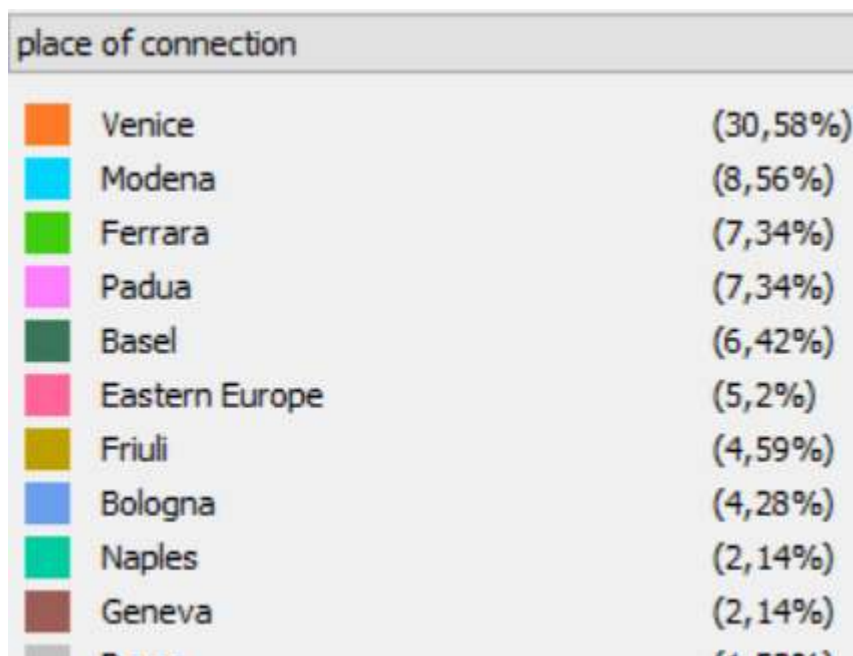 place of connection
Venice (30,58%)
Modena (8,56%)
Ferrara (7,34%)
Padua (7,34%)
Basel (6,42%)
Eastern Europe (5,2%)
Friuli (4,59%)
Bologna (4,28%)
Naples (2,14%)
Geneva (2,14%)